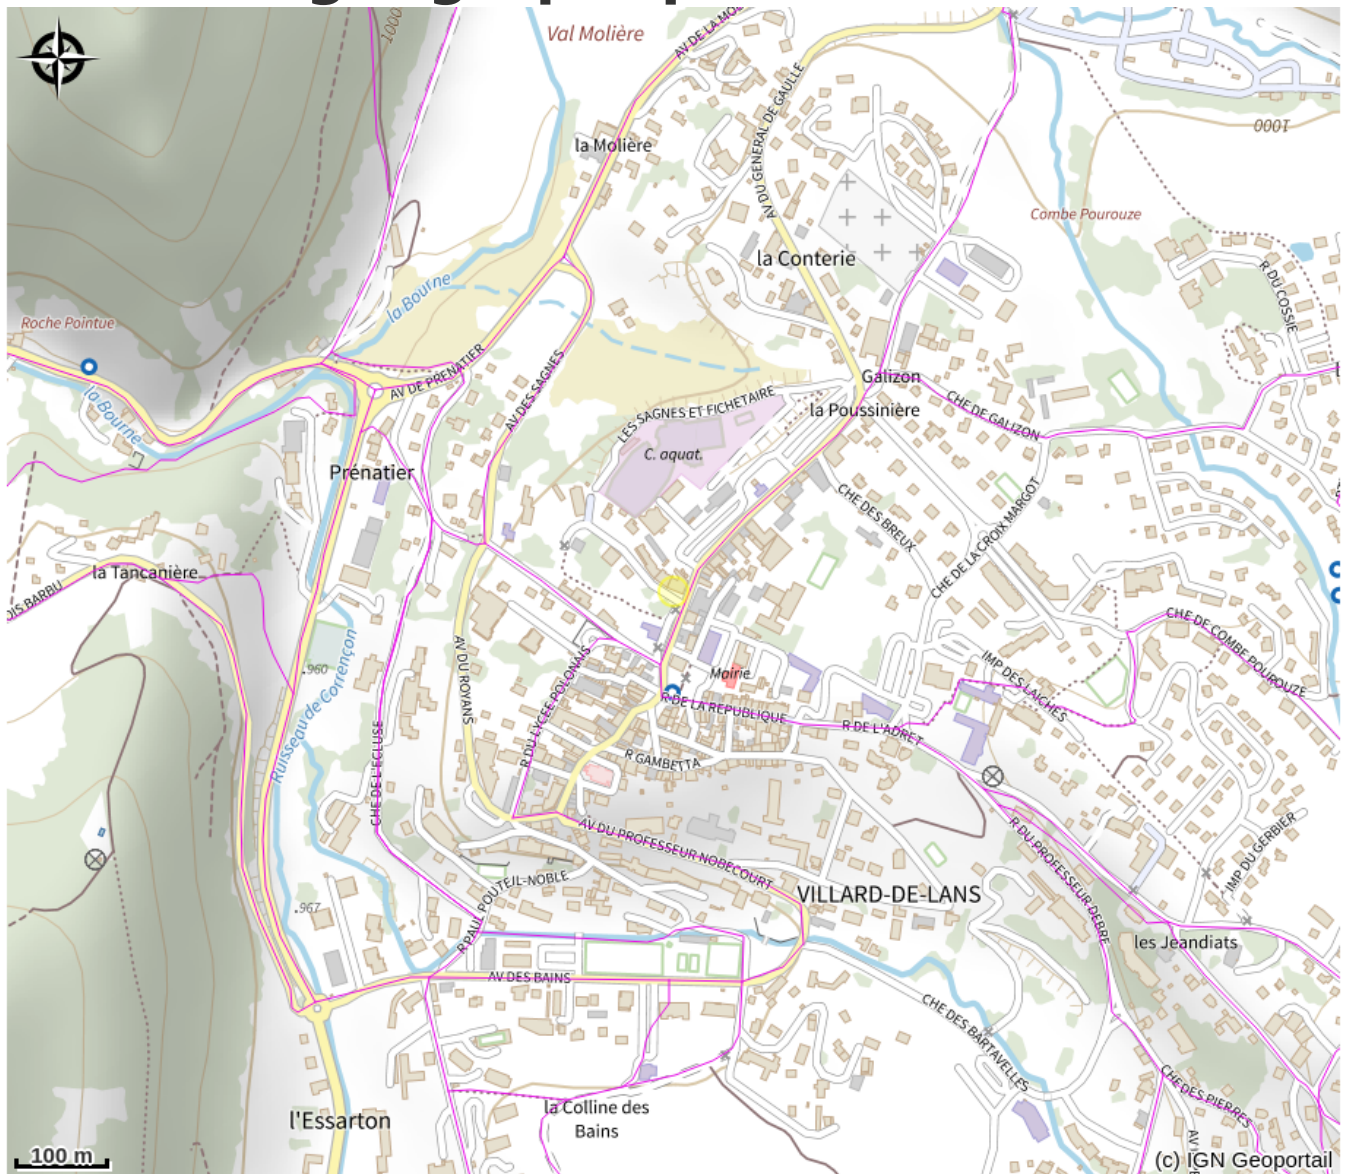 1000
Val Molière
AV DE LA MOL
AV DU GENERAL DE GAULLE
1000
la Molière
Combe Pourouze
la Conterie
R DU COSSIE
la Bourne
Roche Pointue
AV DE PRENATIER
AV DES SAGNES
LES SAGNES ET FICHETAIRE
Galizon
la Poussinière
CHE DE GALIZON
la Bourne
C. aquat.
Prénatier
CHE DES BREUX
CHE DE LA CROIX MARGOT
la Tancanière
OIS BARBU
CHE DE COMBE POUROUZE
.960
Ruisseau de Corrençon
AV DU ROYANS
R DU LYCEE POLONAIS
Mairie
IMP DES LAICHES
R DE LA REPUBLIQUE
R DE L'ADRET
CHE DE L'ECLUSE
R GAMBETTA
AV DU PROFESSEUR NOBECOURT
R DU PROFESSEUR DEBRE
IMP DU GERBIER
R PAUL POUTEIL-NOBLE
VILLARD-DE-LANS
.967
les Jeandiats
AV DES BAINS
CHE DES BARTAVELLES
CHE DES PIERRES
l'Essarton
la Colline des
Bains
100 m
(c) IGN Geoportail